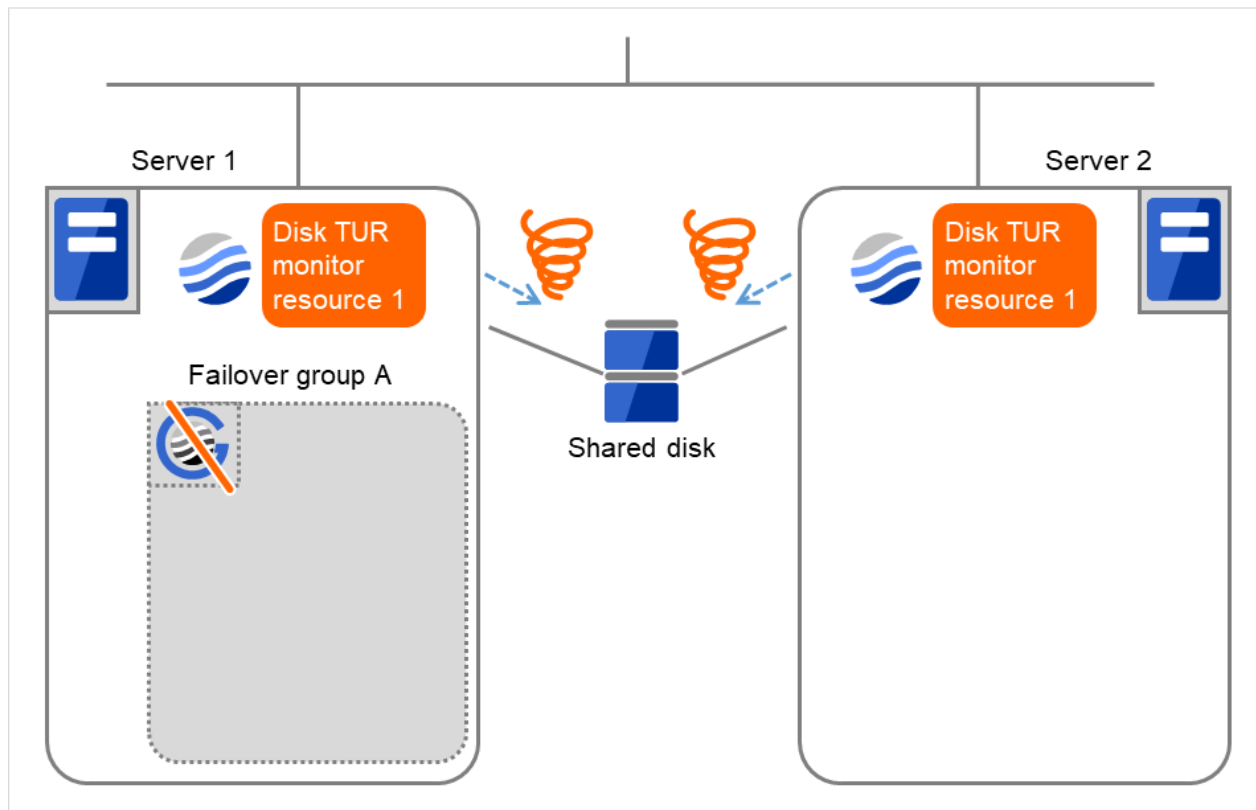 Server 1
Server 2
Disk TUR
monitor
resource 1
Disk TUR
monitor
resource 1
Failover group A
Shared disk